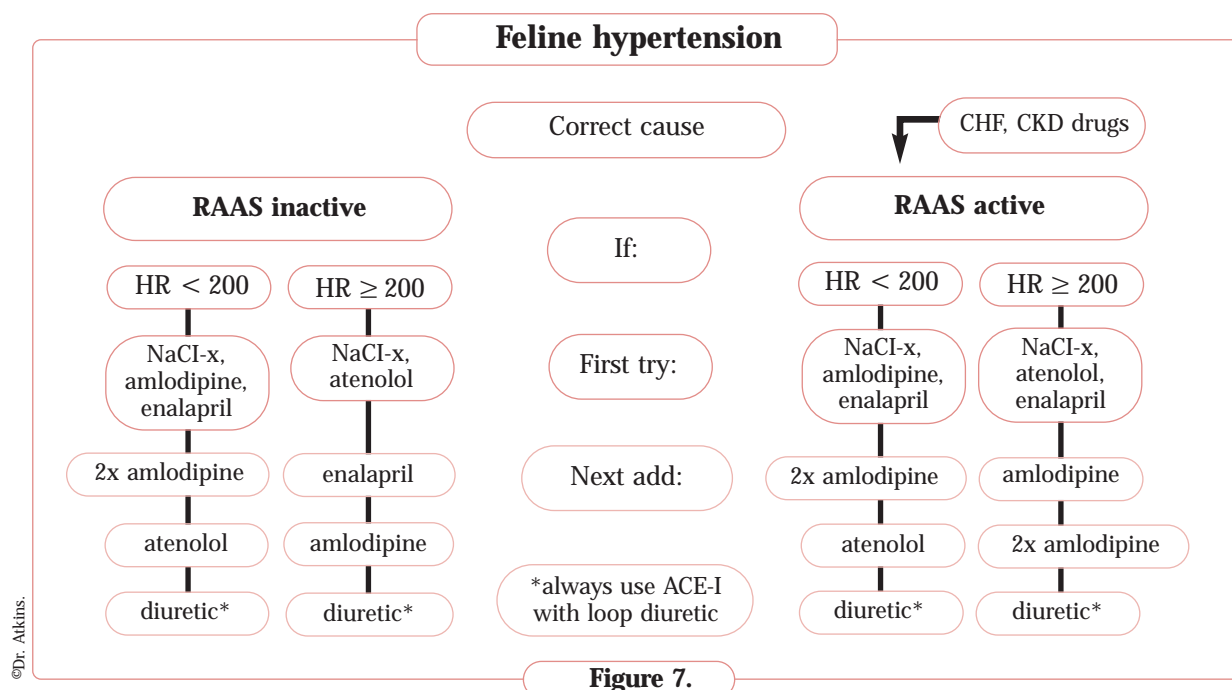 Feline hypertension
Correct cause
CHF, CKD drugs
RAAS inactive
RAAS active
If:
HR < 200
HR ≥ 200
HR < 200
HR ≥ 200
First try:
NaCI-x,
amlodipine,
enalapril
NaCI-x,
atenolol
NaCI-x,
amlodipine,
enalapril
NaCI-x,
atenolol,
enalapril
Next add:
2x amlodipine
enalapril
2x amlodipine
amlodipine
atenolol
amlodipine
atenolol
2x amlodipine
*always use ACE-I
with loop diuretic
diuretic*
diuretic*
diuretic*
diuretic*
©Dr. Atkins.
Figure 7.